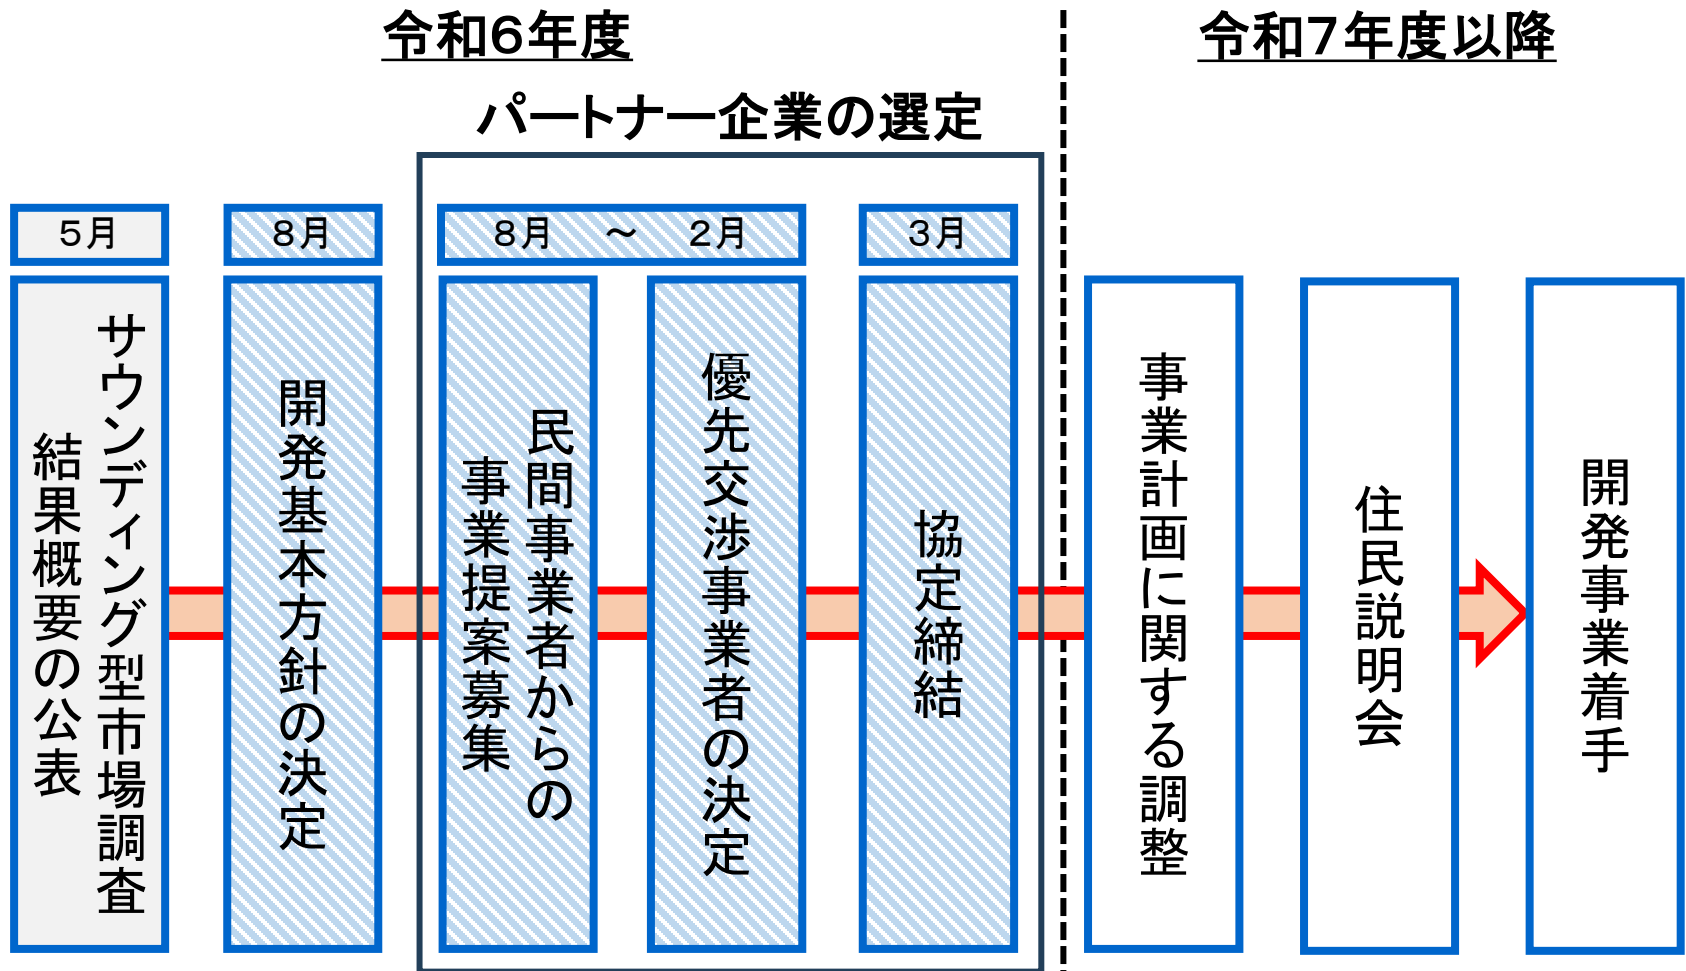 令和6年度
パートナー企業の選定
5月
サウンディング型市場調査
結果概要の公表
8月
開発基本方針の決定
8月　～　2月
民間事業者からの
事業提案募集
優先交渉事業者の決定
3月
協定締結
令和7年度以降
事業計画に関する調整
住民説明会
開発事業着手